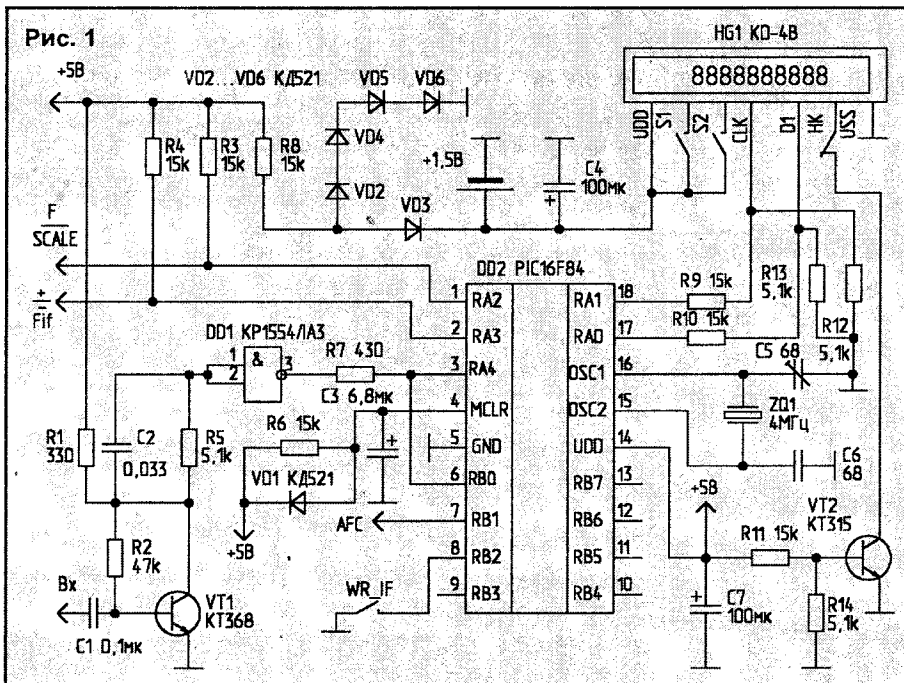 Рис. 1
HG1 KO-4B
8888888888
+5В
VD2...VD6 КД521
VD5
VD6
R4
15k
R3
15k
R8
15k
VD4
VD2
VD3
+1,5В
C4
100мк
+
UDD
S1
S2
CLK
D1
HK
USS
F
SCALE
+
Fif
DD2 PIC16F84
1
RA2
RA1
18
R9 15k
2
RA3
RA0
17
R10 15k
R13
5,1k
R12
5,1k
DD1 КР1554ЛА3
1
2
&
3
R7 430
3
RA4
OSC1
16
C5 68
C3 6,8мк
+
4
MCLR
OSC2
15
ZQ1
4МГц
R1
330
C2
0,033
R5
5,1k
R6 15k
5
GND
UDD
14
C6
68
VD1 КД521
6
RB0
RB7
13
+5В
+5В
AFC
7
RB1
RB6
12
VT2
КТ315
R2
47k
R11 15k
8
RB2
RB5
11
Вх
VT1
КТ368
WR_IF
9
RB3
RB4
10
+
C7
100мк
R14
5,1k
C1 0,1мк